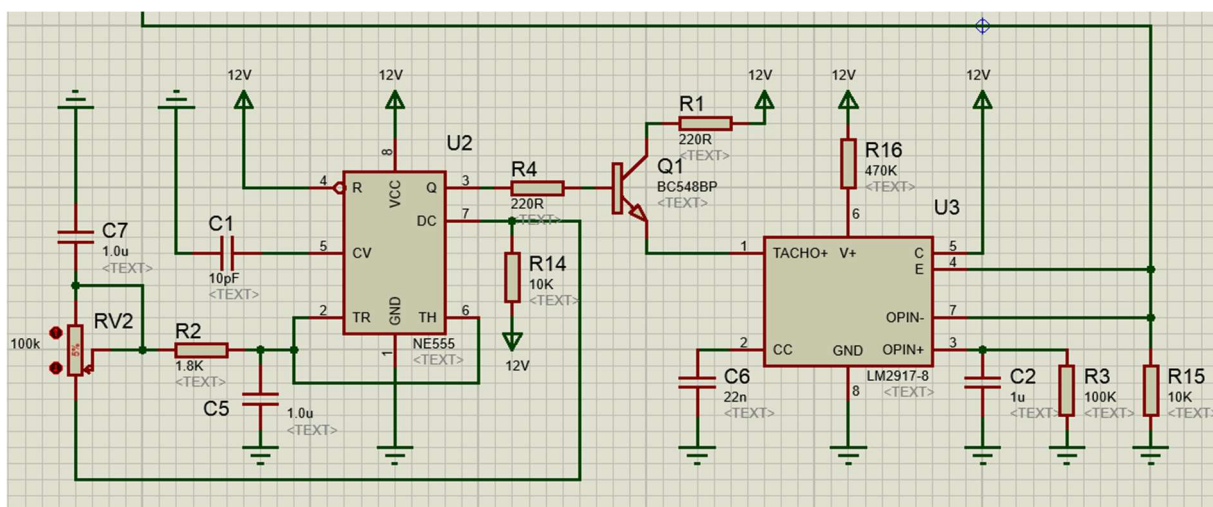 12V
12V
12V
12V
12V
R1
220R
<TEXT>
R16
470K
<TEXT>
U2
8
VCC
R4
220R
<TEXT>
Q1
BC548BP
<TEXT>
4
R
Q
3
DC
7
6
U3
C7
1.0u
<TEXT>
C1
10pF
<TEXT>
5
CV
R14
10K
<TEXT>
1
TACHO+
V+
C
5
E
4
RV2
100k
5%
R2
1.8K
<TEXT>
2
TR
GND
TH
6
NE555
<TEXT>
1
12V
OPIN-
7
2
CC
GND
OPIN+
3
LM2917-8
<TEXT>
8
C5
1.0u
<TEXT>
C6
22n
<TEXT>
C2
1u
<TEXT>
R3
100K
<TEXT>
R15
10K
<TEXT>